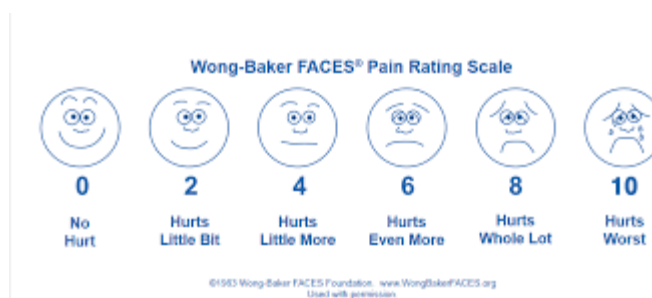 Wong-Baker FACES® Pain Rating Scale
0 2 4 6 8 10
No Hurts Hurts Hurts Hurts Hurts
Hurt Little Bit Little More Even More Whole Lot Worst
©1983 Wong-Baker FACES Foundation. www.WongBakerFACES.org
Used with permission.